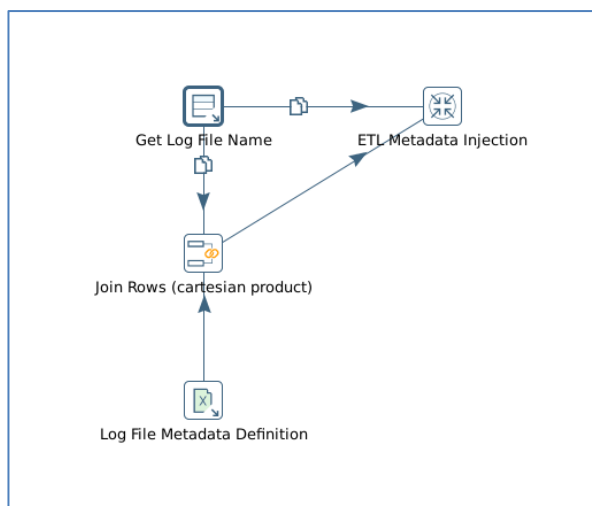 Get Log File Name
ETL Metadata Injection
Join Rows (cartesian product)
X
Log File Metadata Definition